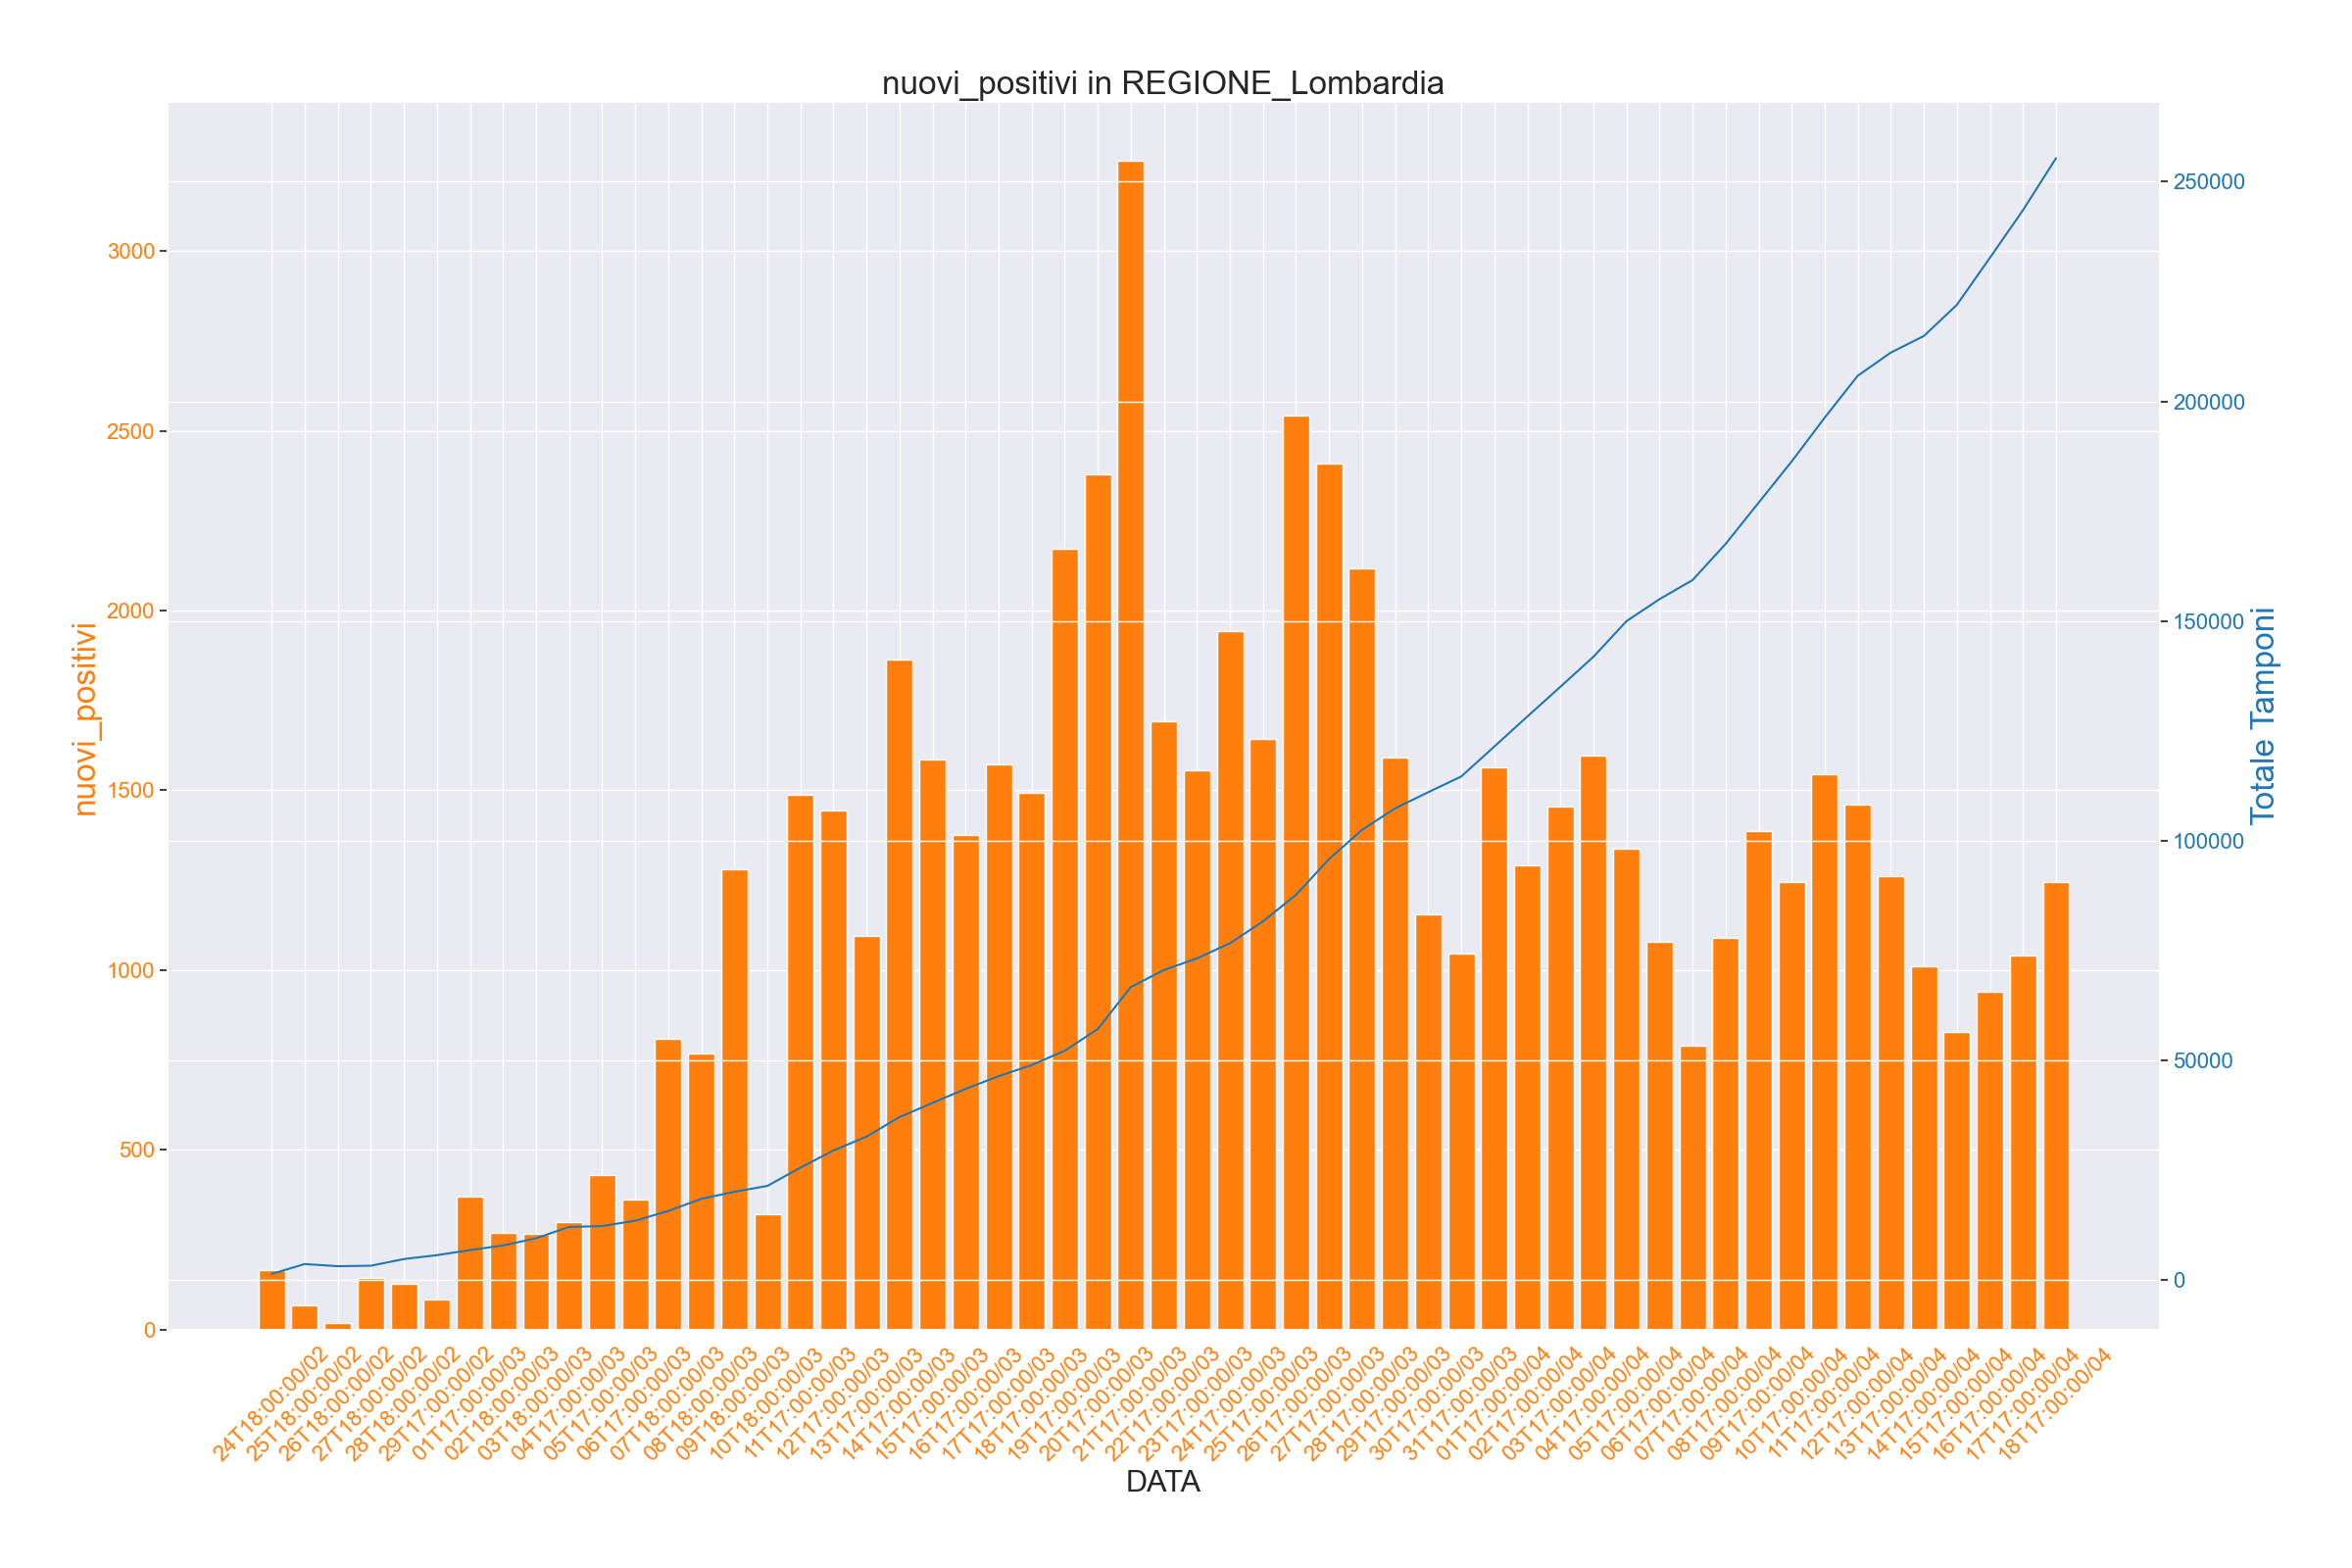 nuovi_positivi in REGIONE_Lombardia
nuovi_positivi
3000
2500
2000
1500
1000
500
0
250000
200000
150000
100000
50000
0
Totale Tamponi
24T18:00:00/02
25T18:00:00/02
26T18:00:00/02
27T18:00:00/02
28T18:00:00/02
29T17:00:00/02
01T17:00:00/03
02T18:00:00/03
03T18:00:00/03
04T17:00:00/03
05T17:00:00/03
06T17:00:00/03
07T18:00:00/03
08T18:00:00/03
09T18:00:00/03
10T18:00:00/03
11T17:00:00/03
12T17:00:00/03
13T17:00:00/03
14T17:00:00/03
15T17:00:00/03
16T17:00:00/03
17T17:00:00/03
18T17:00:00/03
19T17:00:00/03
20T17:00:00/03
21T17:00:00/03
22T17:00:00/03
23T17:00:00/03
24T17:00:00/03
25T17:00:00/03
26T17:00:00/03
27T17:00:00/03
28T17:00:00/03
29T17:00:00/03
30T17:00:00/03
31T17:00:00/03
01T17:00:00/04
02T17:00:00/04
03T17:00:00/04
04T17:00:00/04
05T17:00:00/04
06T17:00:00/04
07T17:00:00/04
08T17:00:00/04
09T17:00:00/04
10T17:00:00/04
11T17:00:00/04
12T17:00:00/04
13T17:00:00/04
14T17:00:00/04
15T17:00:00/04
16T17:00:00/04
17T17:00:00/04
18T17:00:00/04
DATA